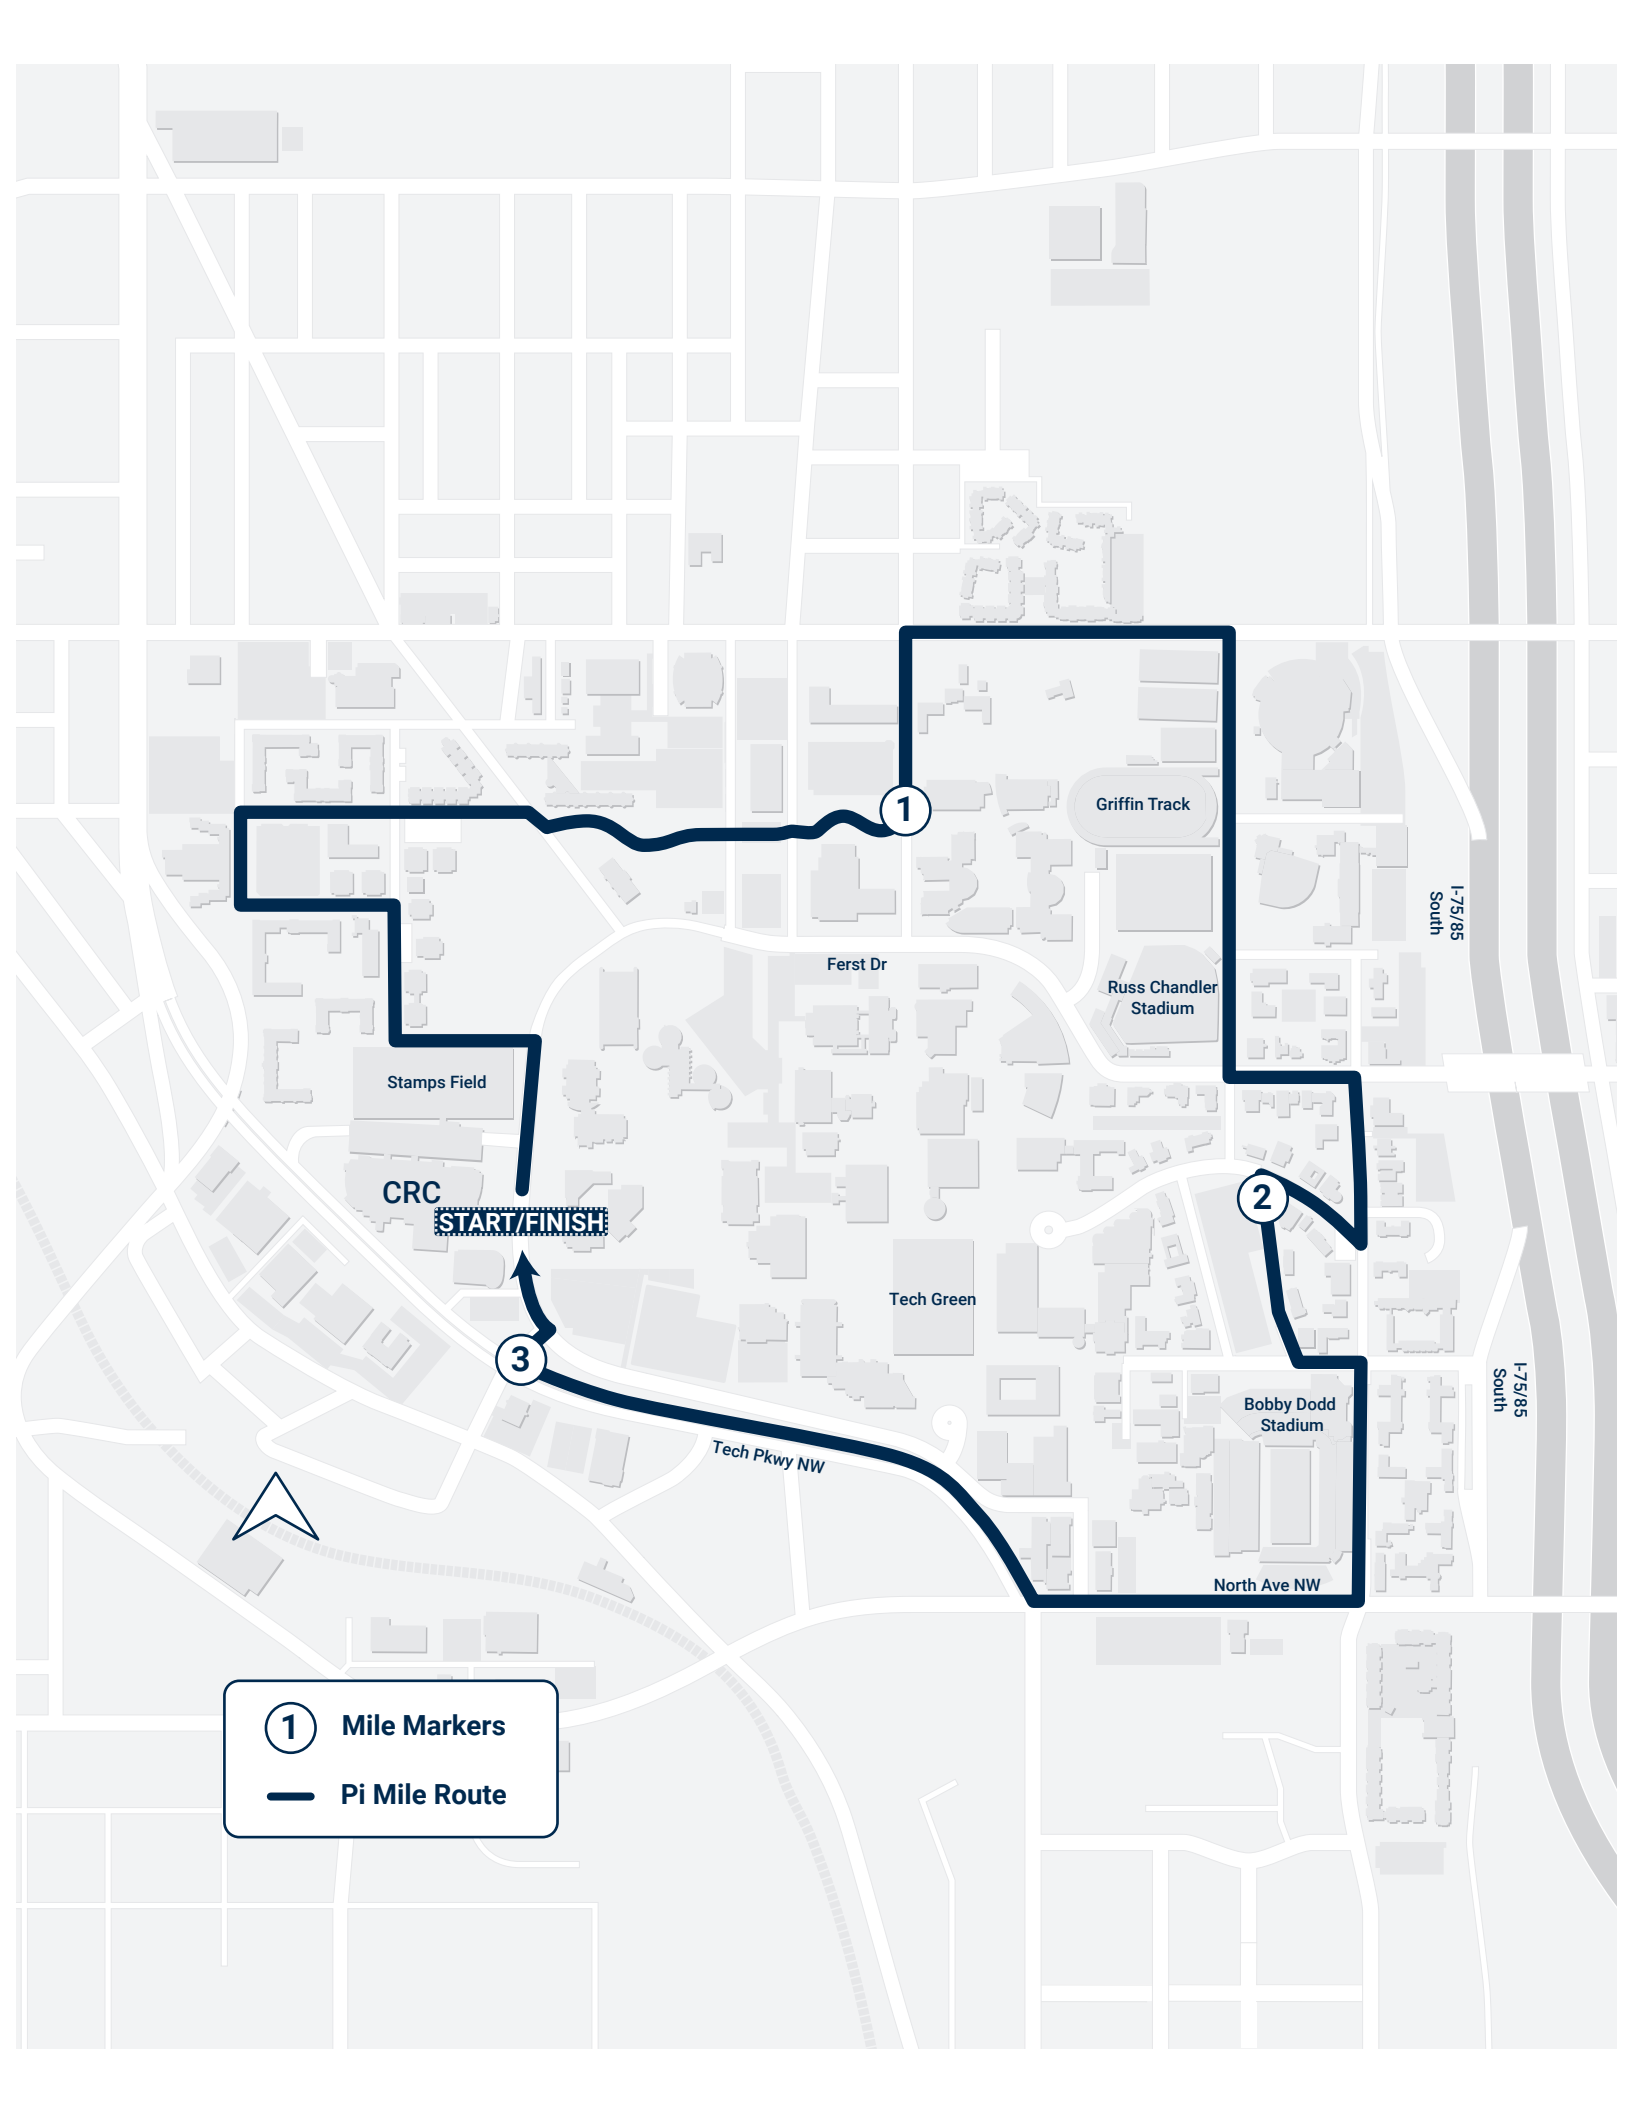 1
Griffin Track
I-75/85
South
Ferst Dr
Russ Chandler
Stadium
Stamps Field
CRC
2
START/FINISH
Tech Green
3
I-75/85
South
Bobby Dodd
Stadium
Tech Pkwy NW
North Ave NW
1 Mile Markers
Pi Mile Route